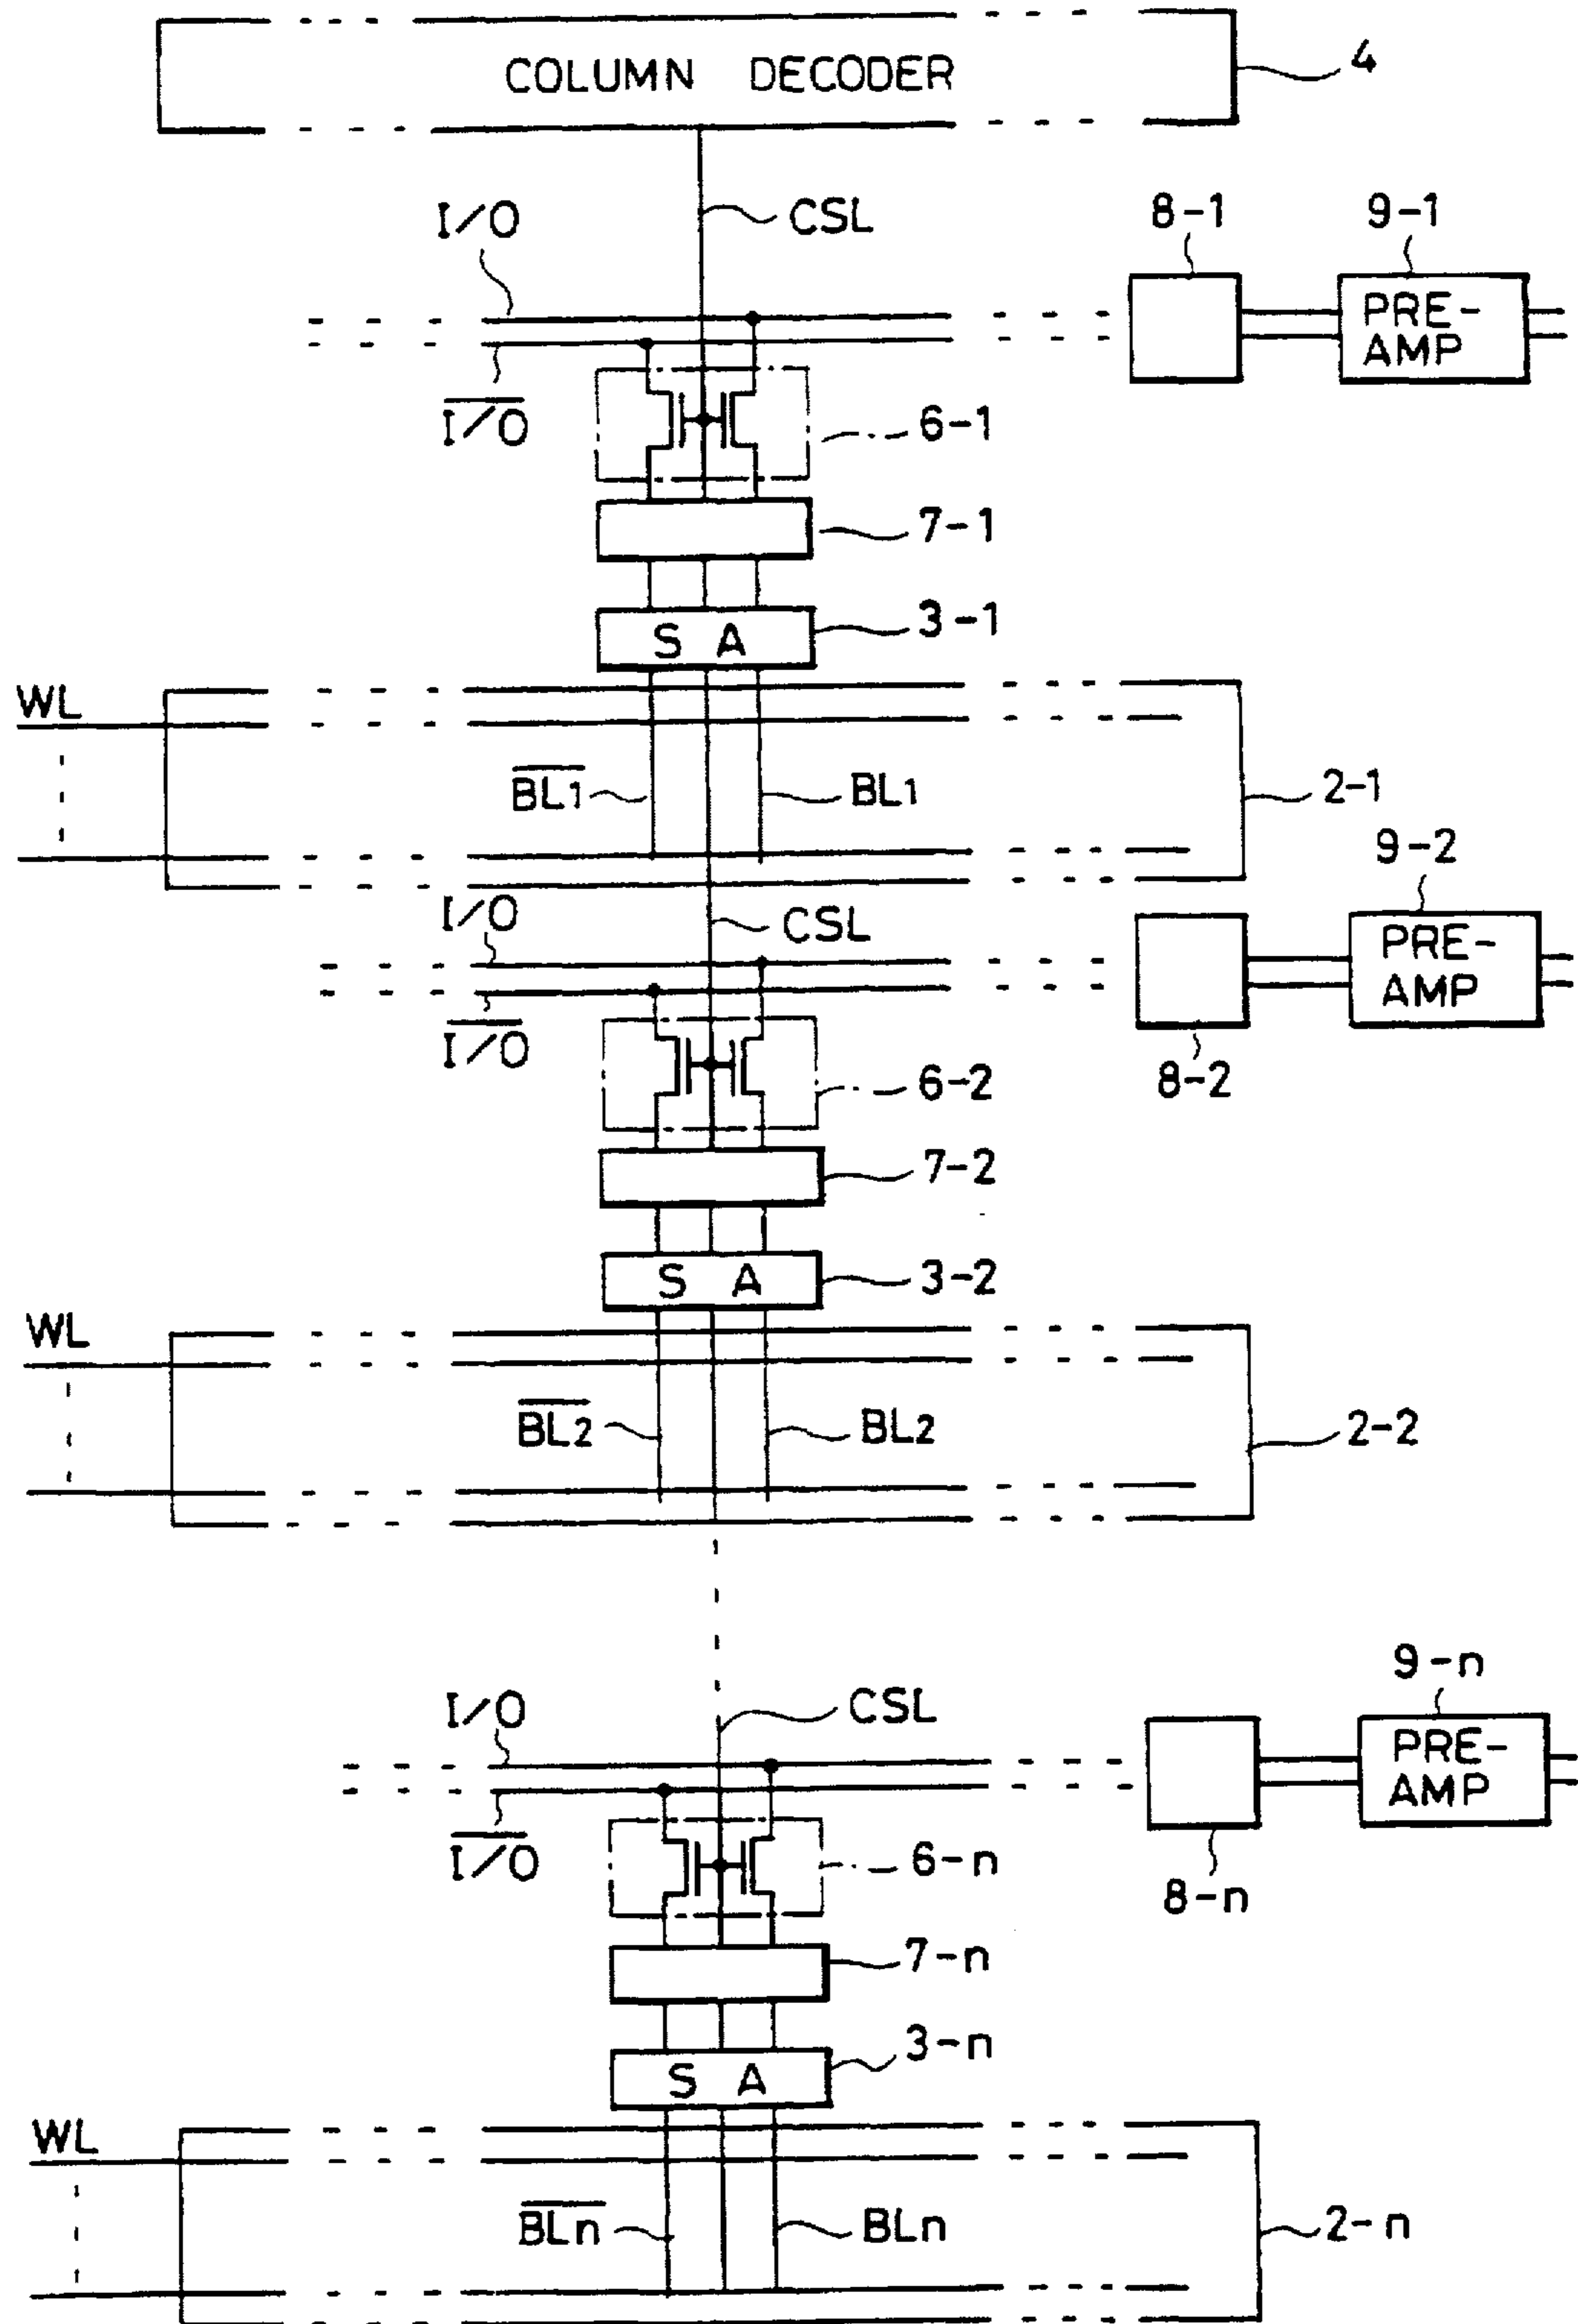 COLUMN DECODER
4
CSL
I/O
8-1
9-1
PRE-
AMP
I/O
6-1
7-1
S A
3-1
WL
BL1
BL1
2-1
9-2
I/O
CSL
PRE-
AMP
I/O
6-2
8-2
7-2
S A
3-2
WL
BL2
BL2
2-2
9-n
I/O
CSL
PRE-
AMP
I/O
6-n
8-n
7-n
3-n
S A
WL
BLn
BLn
2-n